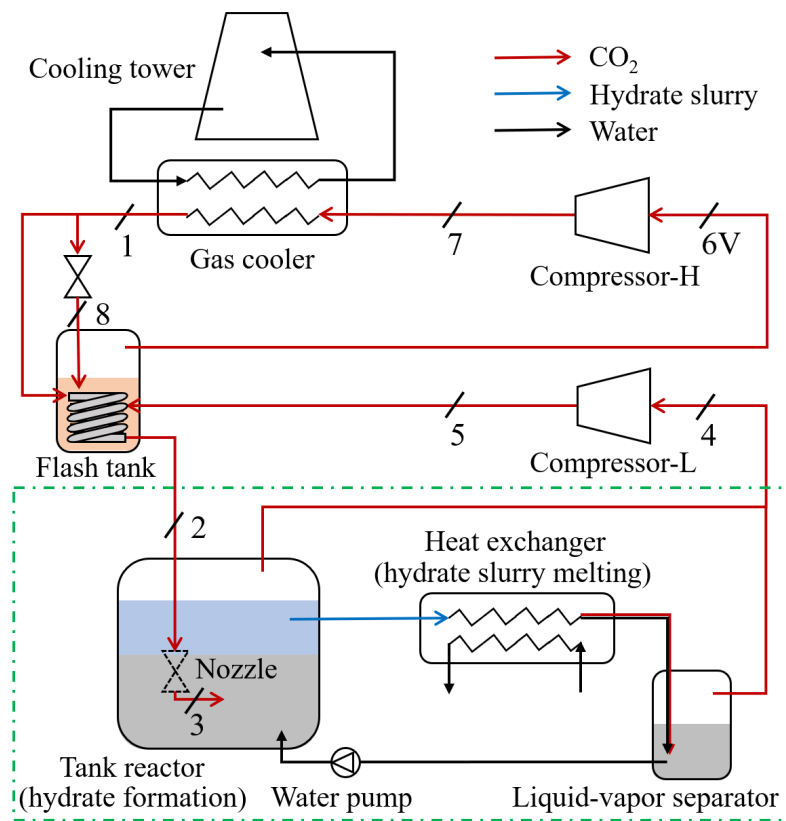 Cooling tower
CO₂
Hydrate slurry
Water
1
Gas cooler
7
Compressor-H
6V
8
5
Compressor-L
4
Flash tank
2
Heat exchanger
(hydrate slurry melting)
Nozzle
3
Tank reactor
(hydrate formation)
Water pump
Liquid-vapor separator